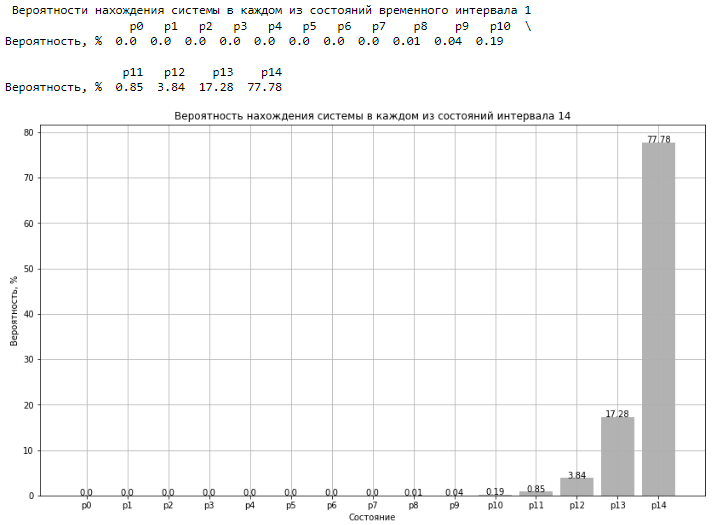 Вероятности нахождения системы в каждом из состояний временного интервала 1
p0 p1 p2 p3 p4 p5 p6 p7 p8 p9 p10 \
Вероятность, % 0.0 0.0 0.0 0.0 0.0 0.0 0.0 0.0 0.01 0.04 0.19
p11 p12 p13 p14
Вероятность, % 0.85 3.84 17.28 77.78
Вероятность нахождения системы в каждом из состояний интервала 14
80
70
60
50
40
30
20
10
0
Вероятность, %
0.0 0.0 0.0 0.0 0.0 0.0 0.0 0.0 0.01 0.04 0.19 0.85 3.84 17.28 77.78
p0 p1 p2 p3 p4 p5 p6 p7 p8 p9 p10 p11 p12 p13 p14
Состояние